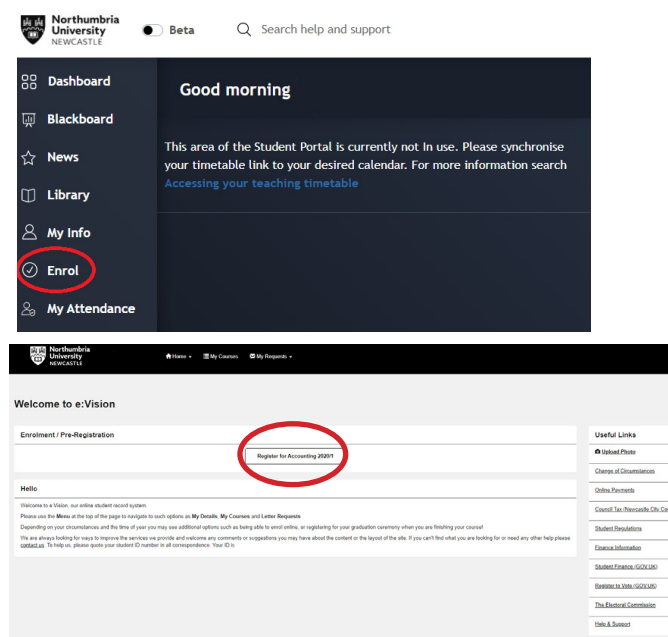 Northumbria
University
NEWCASTLE
Beta
Search help and support
Dashboard
Blackboard
News
Library
My Info
Enrol
My Attendance
Good morning
This area of the Student Portal is currently not In use. Please synchronise
your timetable link to your desired calendar. For more information search
Accessing your teaching timetable
Northumbria
University
NEWCASTLE
Home
My Courses
My Requests
Welcome to e:Vision
Enrolment / Pre-Registration
Register for Accounting 2020/1
Hello
Welcome to e:Vision, our online student record system.
Please use the Menu at the top of the page to navigate to such options as My Details, My Courses and Letter Requests
Depending on your circumstances and the time of year you may see additional options such as being able to enrol online, or registering for your graduation ceremony when you are finishing your course!
We are always looking for ways to improve the services we provide and welcome any comments or suggestions you may have about the content or the layout of the site. If you can't find what you are looking for or need any other help please
contact us. To help us, please quote your student ID number in all correspondence. Your ID is
Useful Links
Upload Photo
Change of Circumstances
Online Payments
Council Tax (Newcastle City Co
Student Regulations
Finance Information
Student Finance (GOV.UK)
Register to Vote (GOV.UK)
The Electoral Commission
Help & Support